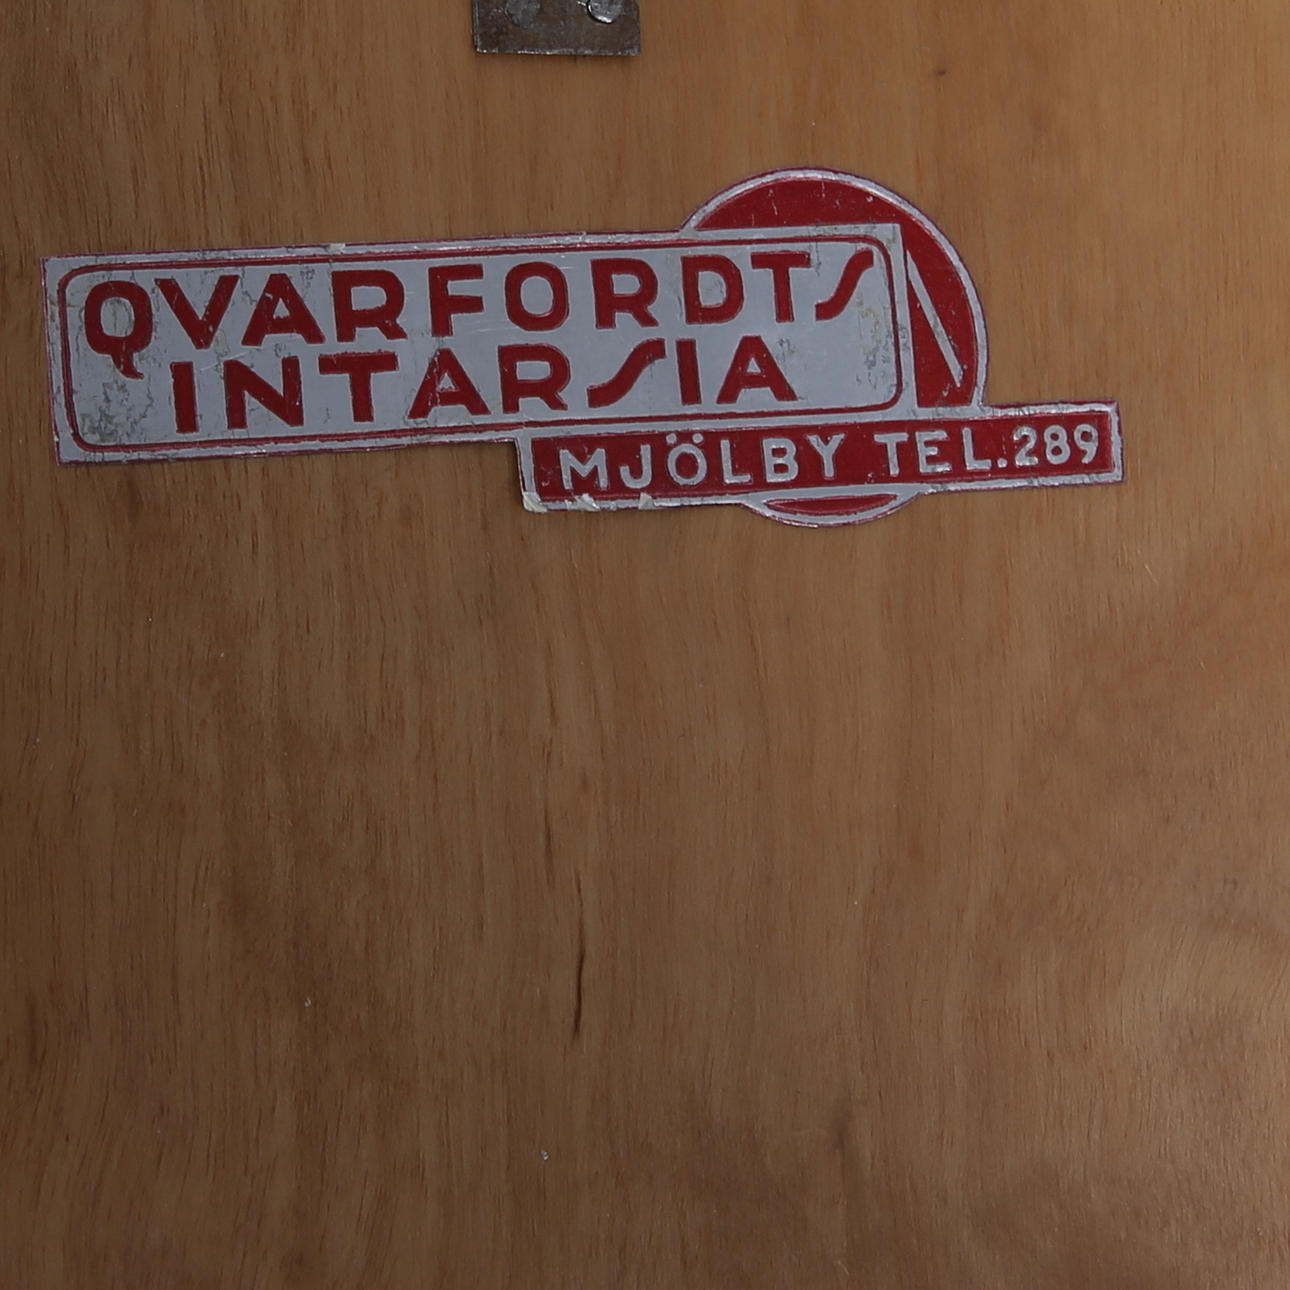 QVARFORDTS
INTARSIA
MJÖLBY TEL.289